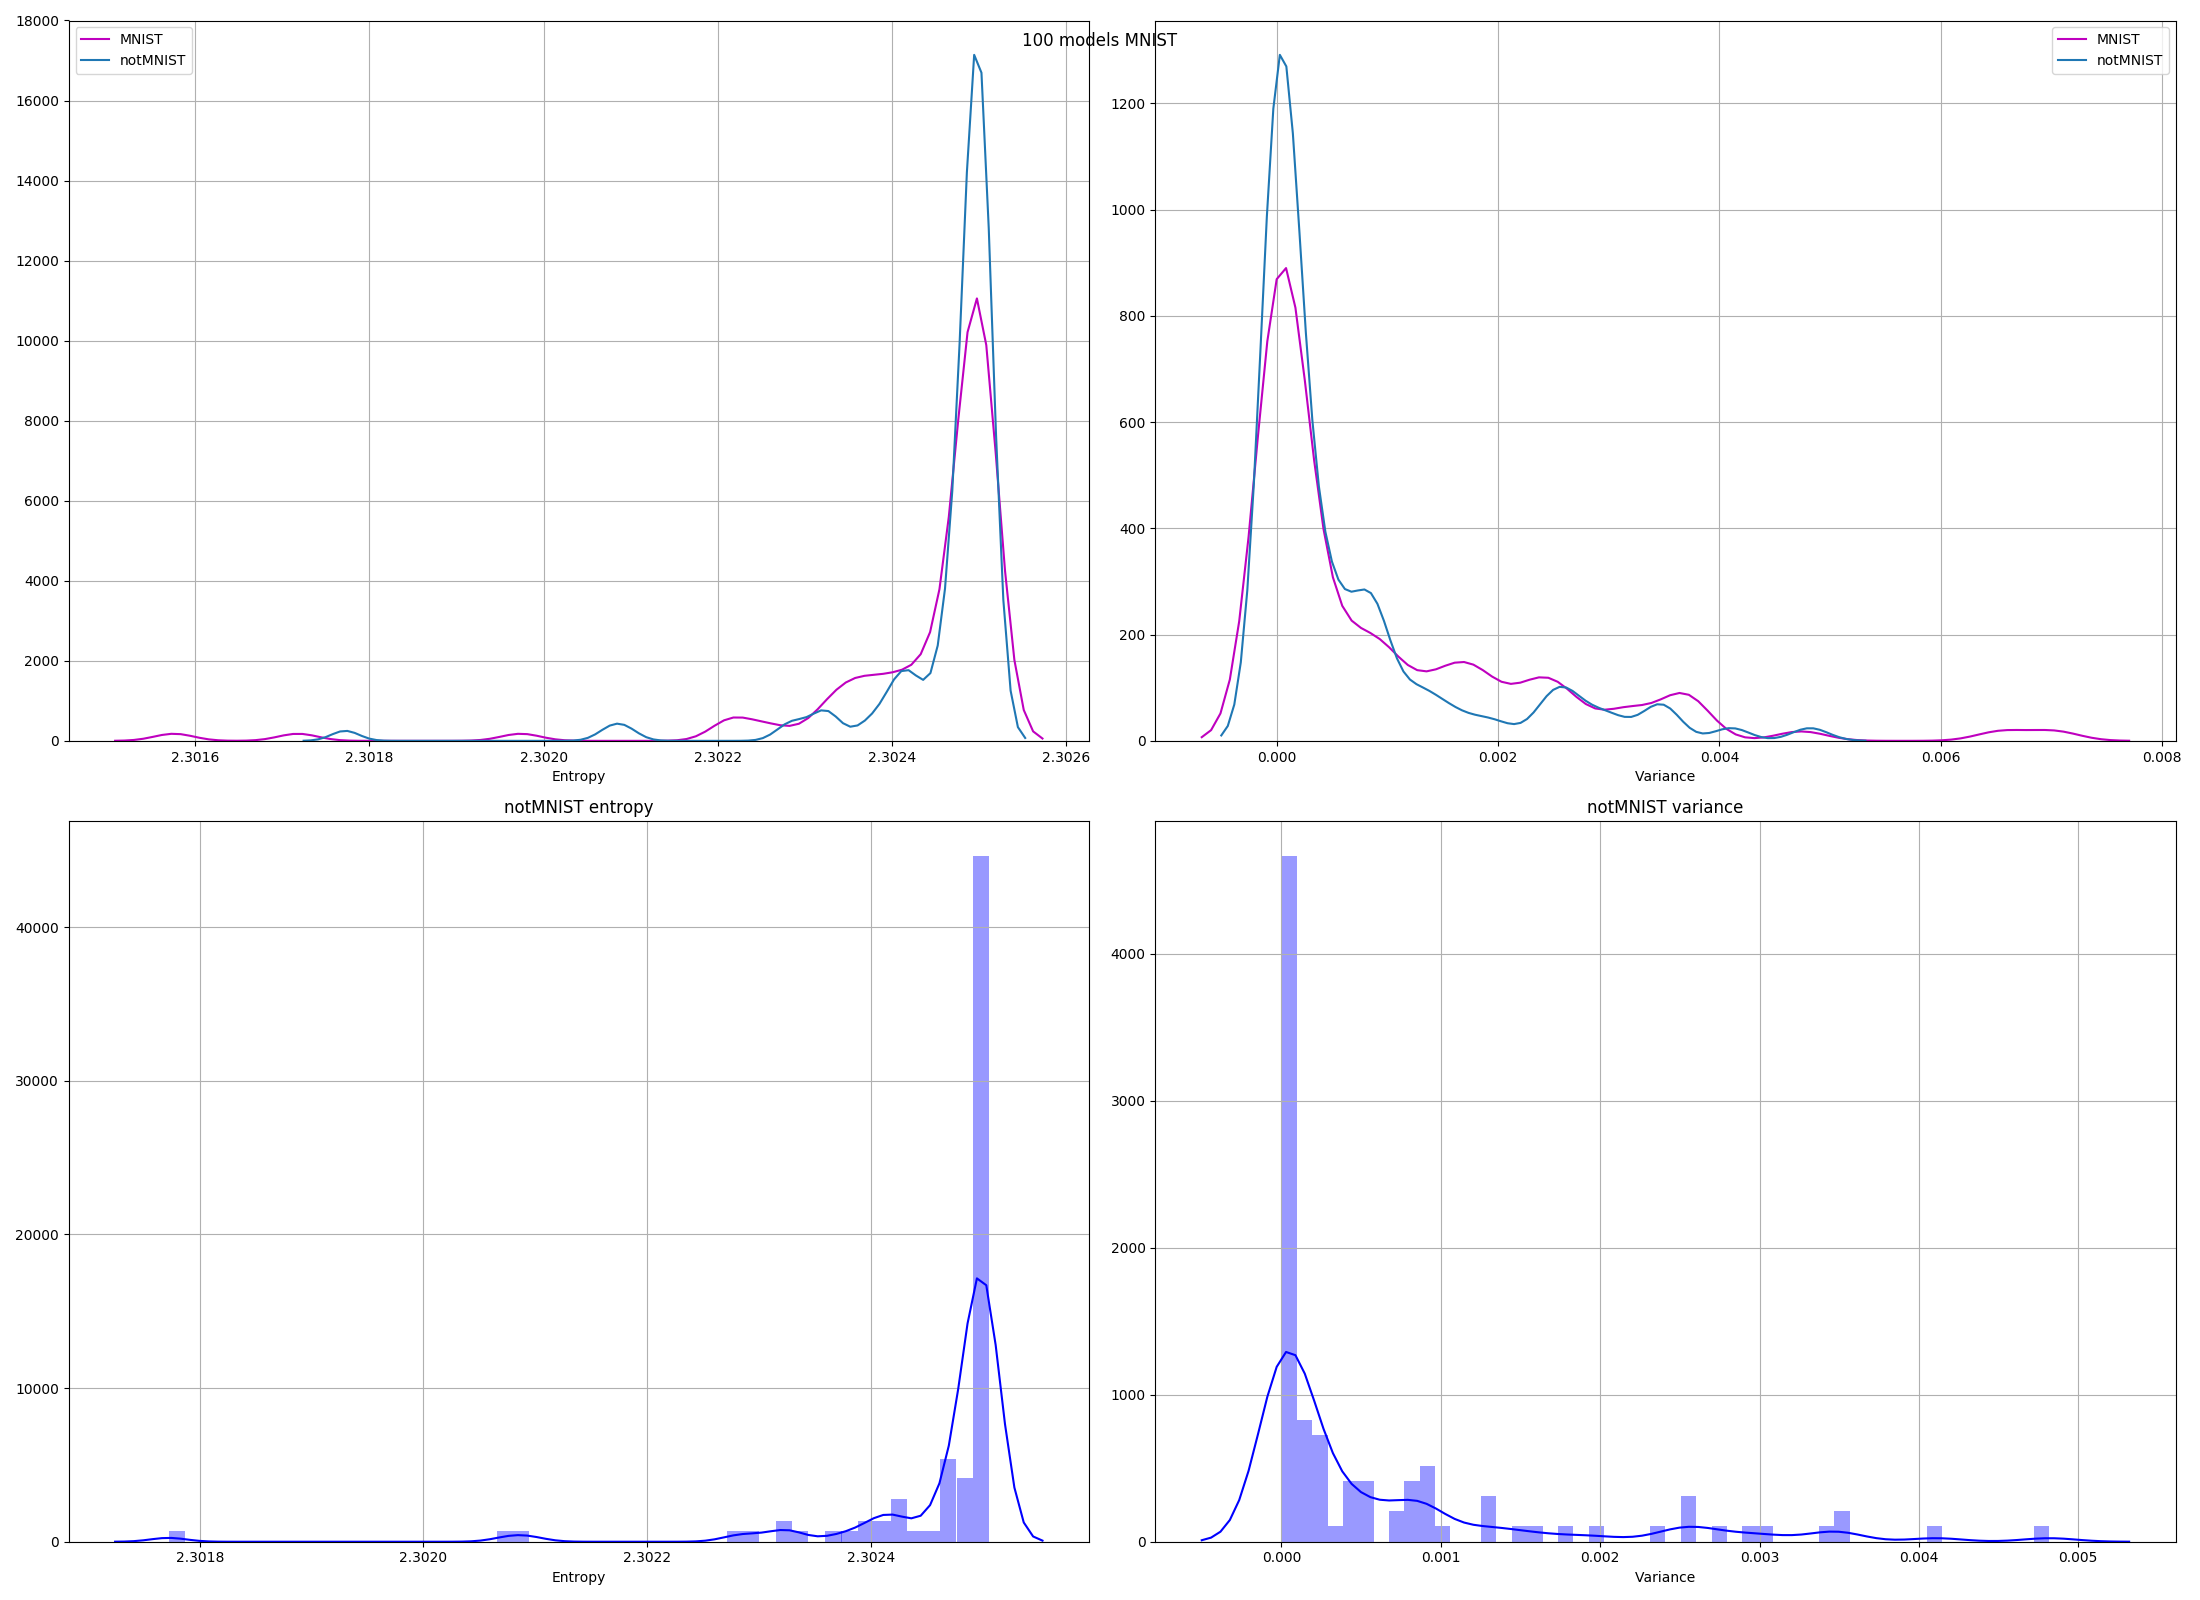 100 models MNIST
MNIST
notMNIST
18000
16000
14000
12000
10000
8000
6000
4000
2000
0
2.3016 2.3018 2.3020 2.3022 2.3024 2.3026
Entropy
MNIST
notMNIST
1200
1000
800
600
400
200
0
0.000 0.002 0.004 0.006 0.008
Variance
notMNIST entropy
40000
30000
20000
10000
0
2.3018 2.3020 2.3022 2.3024
Entropy
notMNIST variance
4000
3000
2000
1000
0
0.000 0.001 0.002 0.003 0.004 0.005
Variance